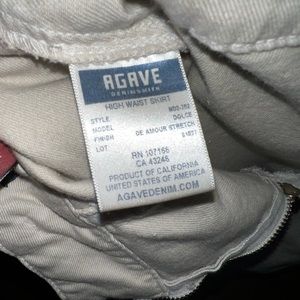 AGAVE
DENIMSMITH
HIGH WAIST SKIRT
STYLE
MODEL DOLCE
FINISH DE AMOUR STRETCH
LOT:
RN 107166
CA 43246
PRODUCT OF CALIFORNIA
UNITED STATES OF AMERICA
AGAVEDENIM.COM